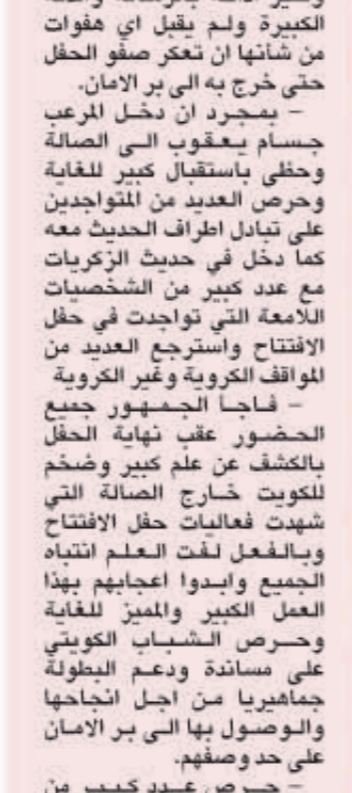 الكبيرة ولم يقبل اي هفوات
من شأنها ان تعكر صفو الحفل
حتى خرج به الى بر الامان.
– بمجرد ان دخل المرعب
جسام يعقوب الى الصالة
وحظى باستقبال كبير للغاية
وحرص العديد من المتواجدين
على تبادل اطراف الحديث معه
كما دخل في حديث الزكريات
مع عدد كبير من الشخصيات
اللامعة التي تواجدت في حفل
الافتتاح واسترجع العديد من
المواقف الكروية وغير الكروية
– فاجا الجمهور جميع
الحضور عقب نهاية الحفل
بالكشف عن علم كبير وضخم
للكويت خارج الصالة التي
شهدت فعاليات حفل الافتتاح
وبالفعل لفت العلم انتباه
الجميع وابدوا اعجابهم بهذا
العمل الكبير والمميز للغاية
وحرص الشباب الكويتي
على مساندة ودعم البطولة
جماهيريا من اجل انجاحها
والوصول بها الى بر الامان
على حد وصفهم.
– حرص عدد كبير من